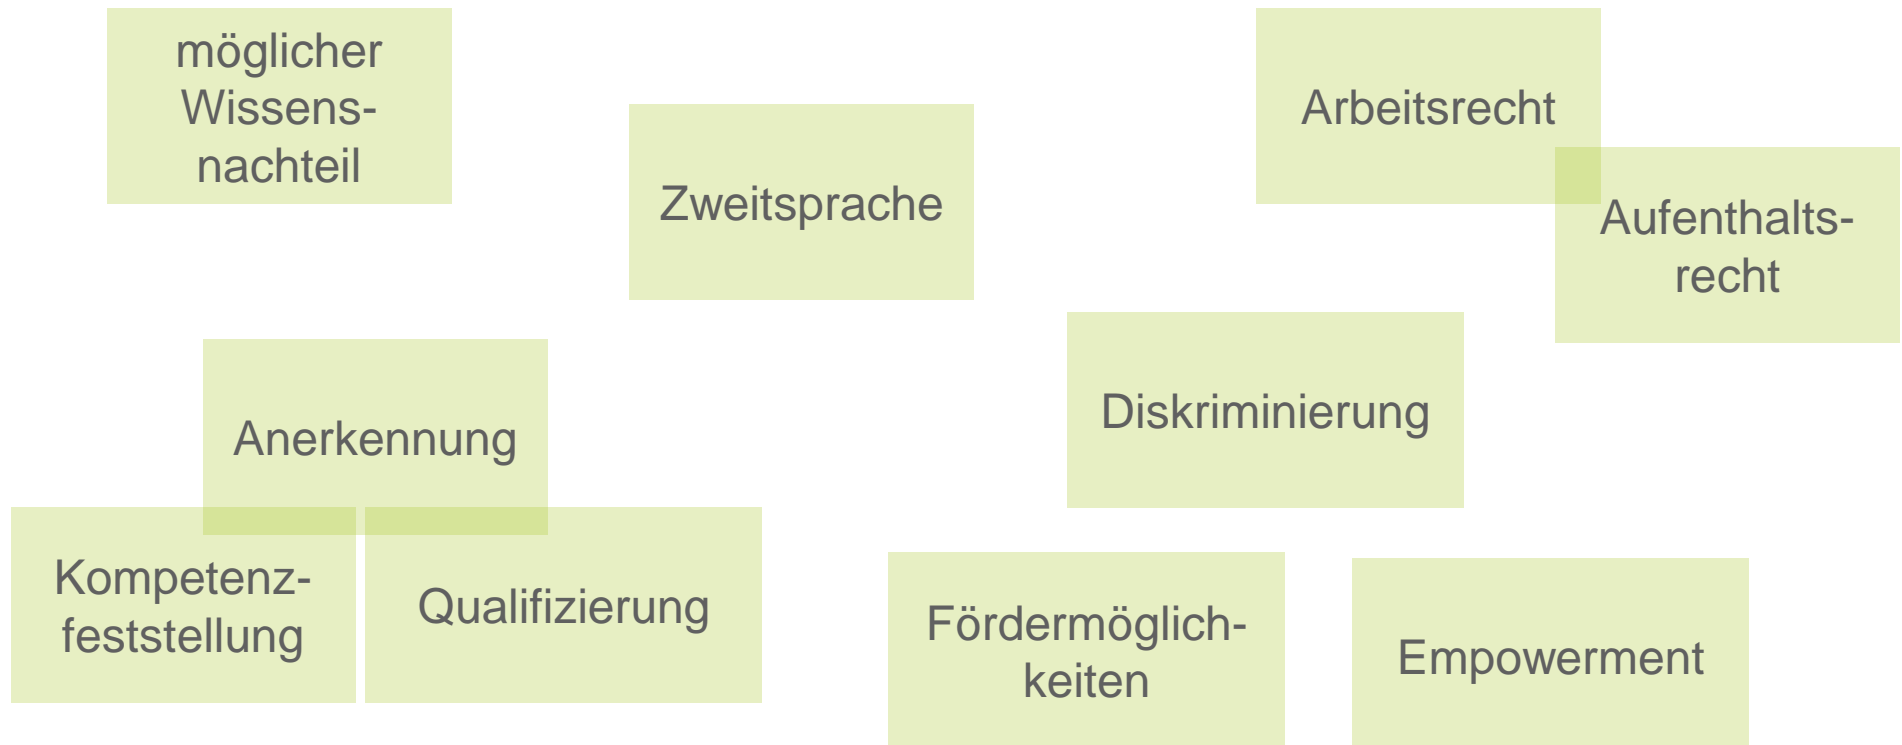 möglicher
Wissens-
nachteil
Zweitsprache
Arbeitsrecht
Aufenthalts-
recht
Anerkennung
Diskriminierung
Kompetenz-
feststellung
Qualifizierung
Fördermöglich-
keiten
Empowerment